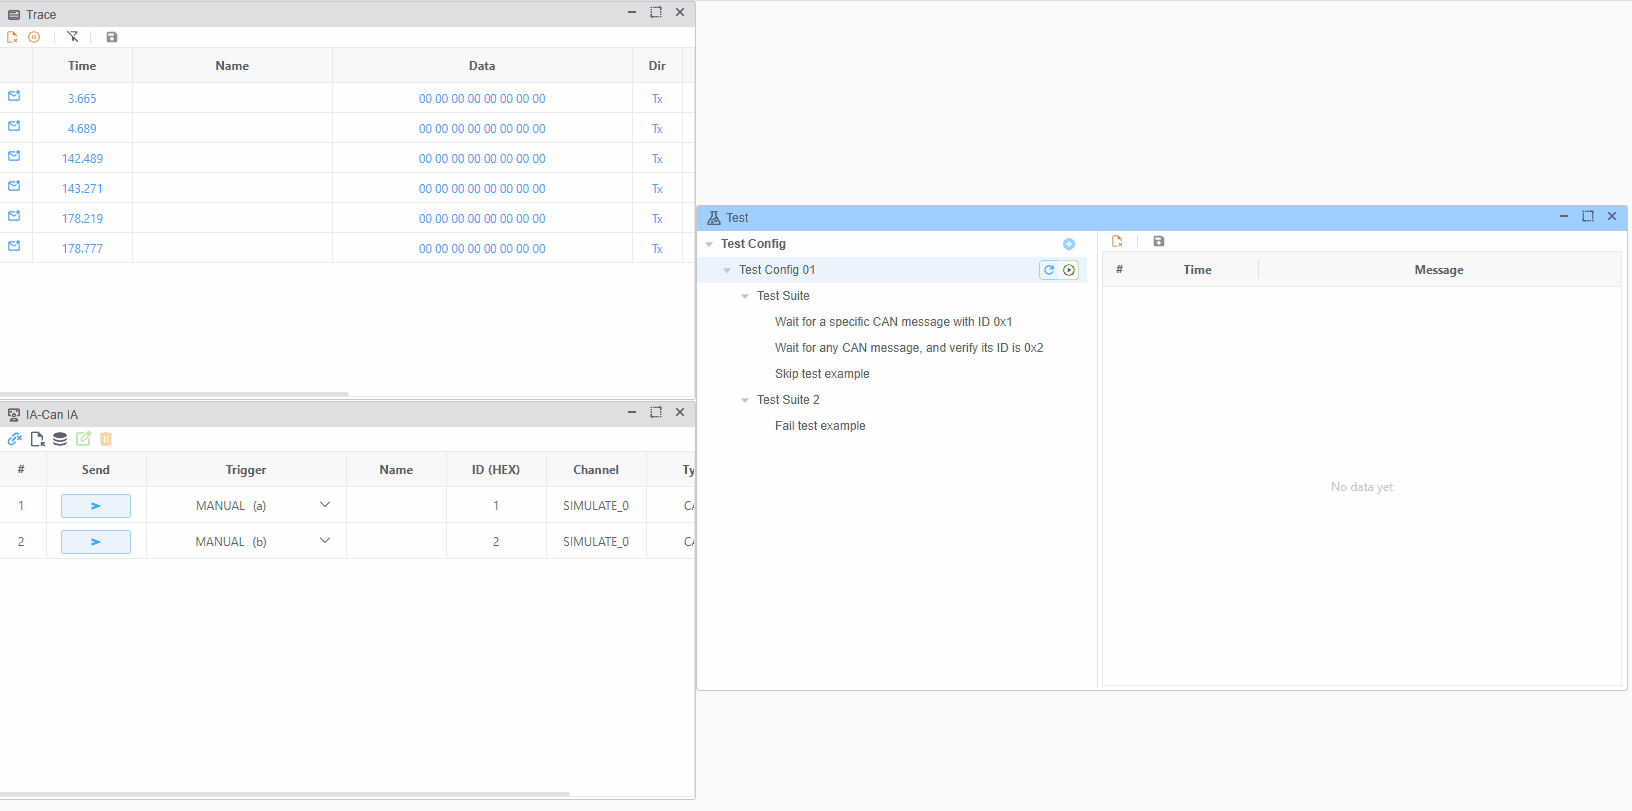 Trace
Time Name Data Dir
3.665 00 00 00 00 00 00 00 00 Tx
4.689 00 00 00 00 00 00 00 00 Tx
142.489 00 00 00 00 00 00 00 00 Tx
143.271 00 00 00 00 00 00 00 00 Tx
178.219 00 00 00 00 00 00 00 00 Tx
178.777 00 00 00 00 00 00 00 00 Tx
IA-Can IA
# Send Trigger Name ID (HEX) Channel Ty
1 MANUAL (a) 1 SIMULATE_0 CA
2 MANUAL (b) 2 SIMULATE_0 CA
Test
Test Config
Test Config 01
Test Suite
Wait for a specific CAN message with ID 0x1
Wait for any CAN message, and verify its ID is 0x2
Skip test example
Test Suite 2
Fail test example
# Time Message
No data yet